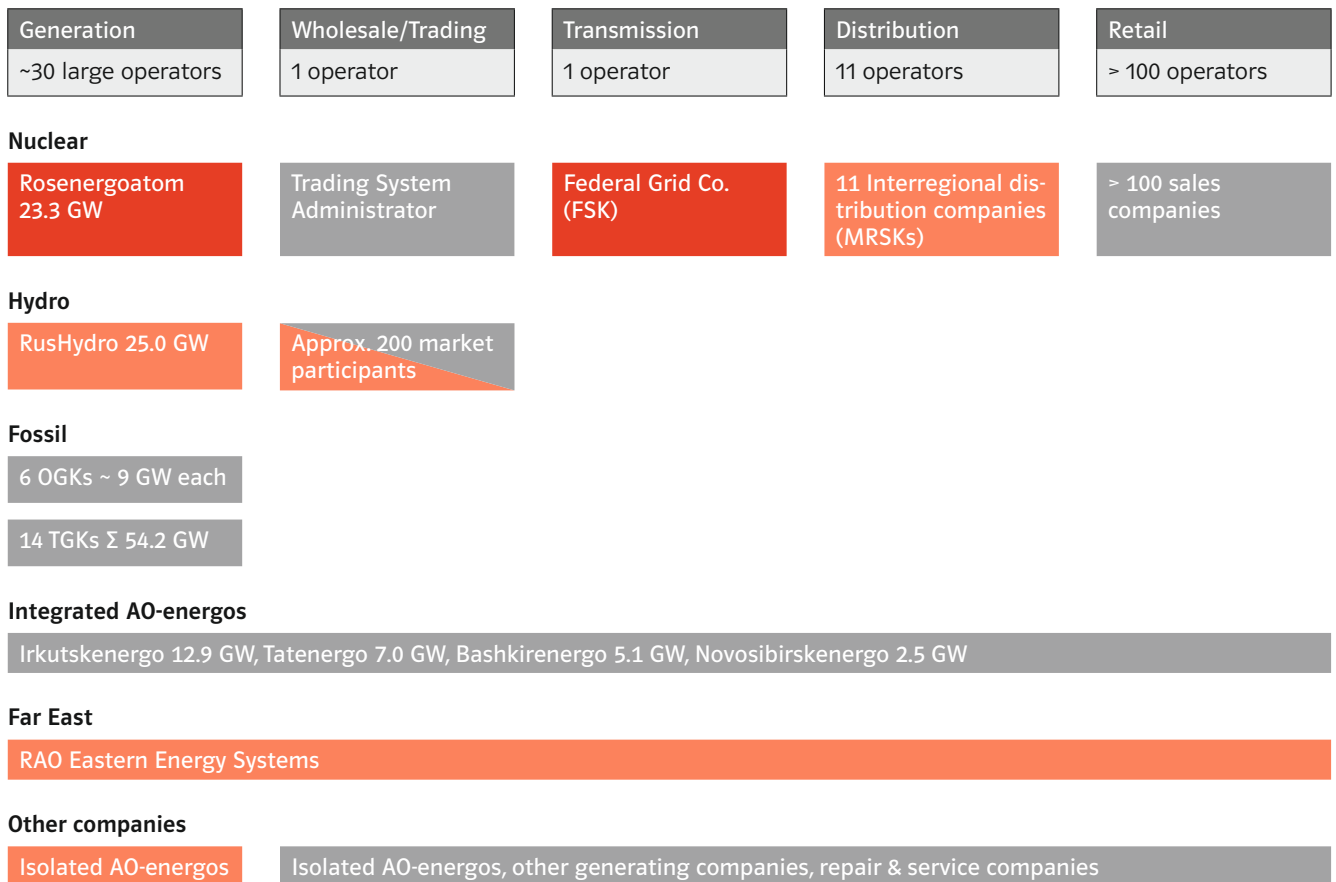 Generation
~30 large operators
Wholesale/Trading
1 operator
Transmission
1 operator
Distribution
11 operators
Retail
> 100 operators
Nuclear
Rosenergoatom
23.3 GW
Trading System
Administrator
Federal Grid Co.
(FSK)
11 Interregional dis-
tribution companies
(MRSKs)
> 100 sales
companies
Hydro
RusHydro 25.0 GW
Approx. 200 market
participants
Fossil
6 OGKs ~ 9 GW each
14 TGKs Σ 54.2 GW
Integrated AO-energos
Irkutskenergo 12.9 GW, Tatenergo 7.0 GW, Bashkirenergo 5.1 GW, Novosibirskenergo 2.5 GW
Far East
RAO Eastern Energy Systems
Other companies
Isolated AO-energos
Isolated AO-energos, other generating companies, repair & service companies